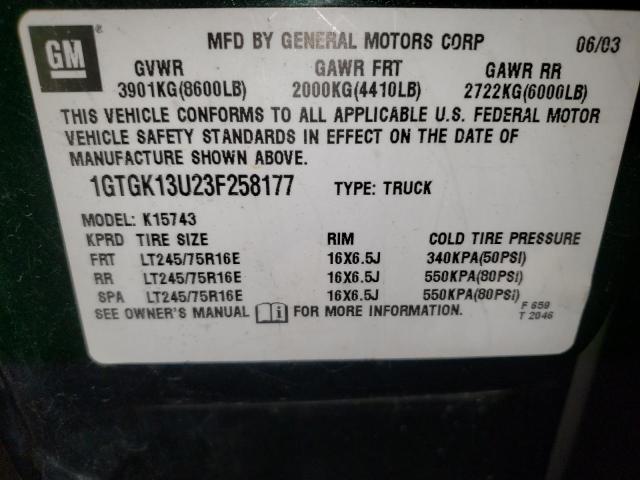 GM
®
MFD BY GENERAL MOTORS CORP 06/03
GVWR GAWR FRT GAWR RR
3901KG(8600LB) 2000KG(4410LB) 2722KG(6000LB)
THIS VEHICLE CONFORMS TO ALL APPLICABLE U.S. FEDERAL MOTOR
VEHICLE SAFETY STANDARDS IN EFFECT ON THE DATE OF
MANUFACTURE SHOWN ABOVE.
1GTGK13U23F258177 TYPE: TRUCK
MODEL: K15743
KPRD TIRE SIZE RIM COLD TIRE PRESSURE
FRT LT245/75R16E 16X6.5J 340KPA(50PSI)
RR LT245/75R16E 16X6.5J 550KPA(80PSI)
SPA LT245/75R16E 16X6.5J 550KPA(80PSI)
SEE OWNER'S MANUAL i FOR MORE INFORMATION.
F 659
T 2046